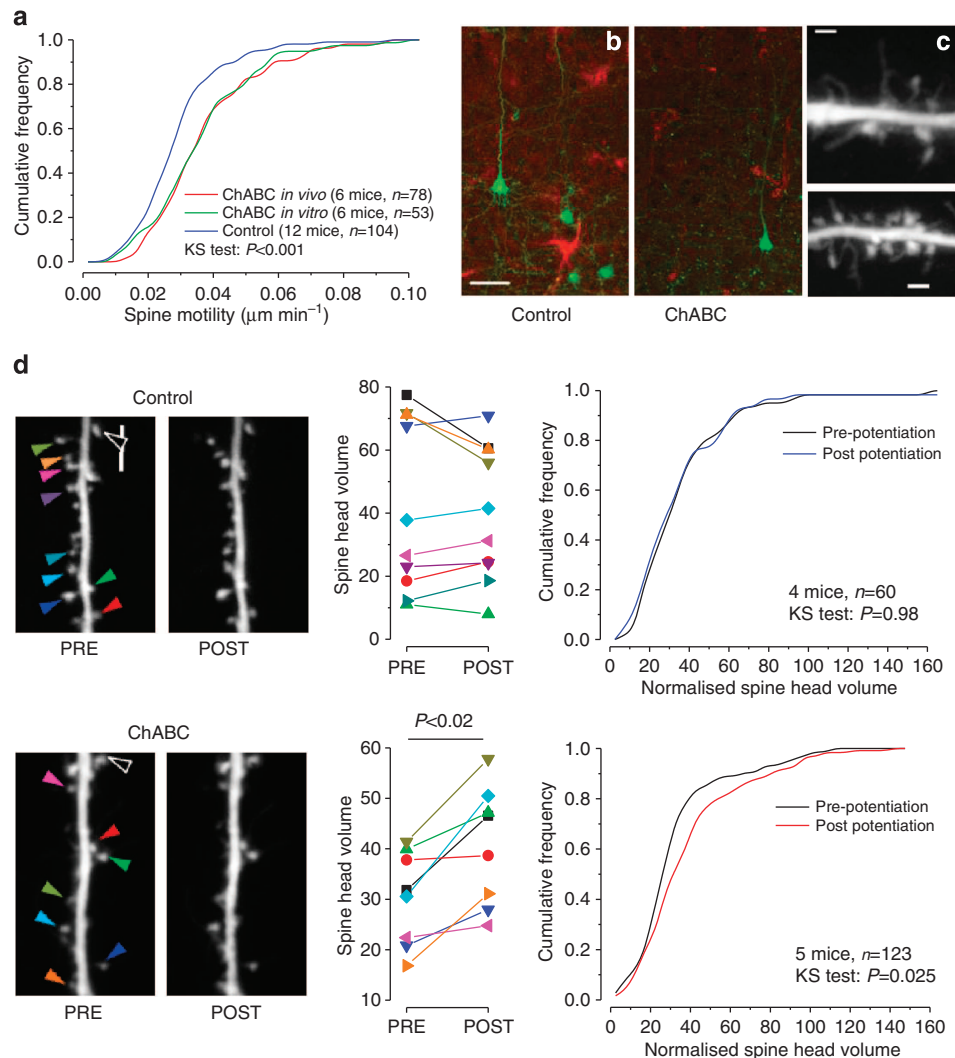 a
1.0
0.8
0.6
0.4
0.2
0.0
Cumulative frequency
ChABC in vivo (6 mice, n=78)
ChABC in vitro (6 mice, n=53)
Control (12 mice, n=104)
KS test: P<0.001
0.00 0.02 0.04 0.06 0.08 0.10
Spine motility (μm min⁻¹)
b
Control
ChABC
c
d
Control
PRE
POST
80
60
40
20
0
Spine head volume
PRE POST
1.0
0.8
0.6
0.4
0.2
0.0
Cumulative frequency
Pre-potentiation
Post potentiation
4 mice, n=60
KS test: P=0.98
0 20 40 60 80 100 120 140 160
Normalised spine head volume
ChABC
PRE
POST
P<0.02
60
50
40
30
20
10
Spine head volume
PRE POST
1.0
0.8
0.6
0.4
0.2
0.0
Cumulative frequency
Pre-potentiation
Post potentiation
5 mice, n=123
KS test: P=0.025
0 20 40 60 80 100 120 140 160
Normalised spine head volume